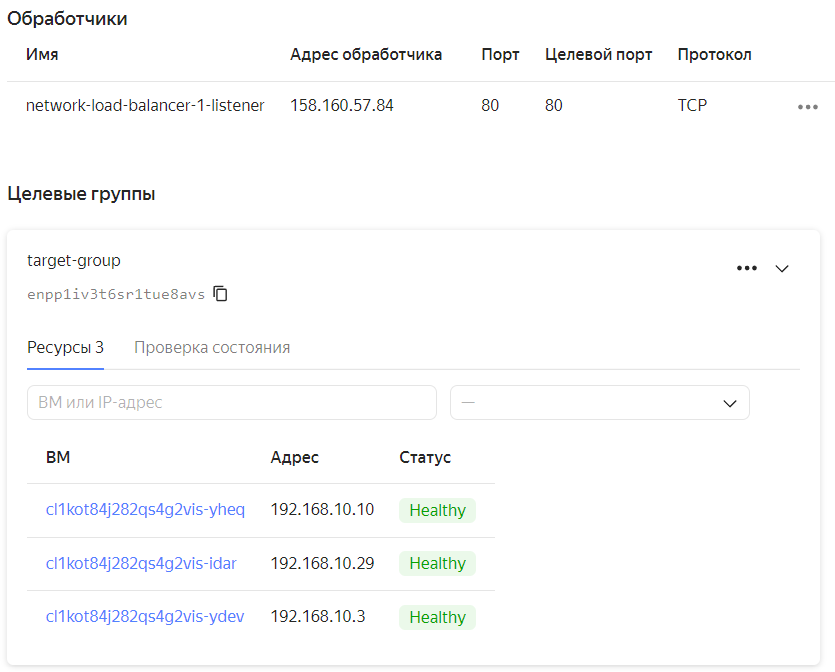 Обработчики
Имя Адрес обработчика Порт Целевой порт Протокол
network-load-balancer-1-listener 158.160.57.84 80 80 TCP
Целевые группы
target-group
enpp1iv3t6sr1tue8avs
Ресурсы 3 Проверка состояния
ВМ или IP-адрес —
ВМ Адрес Статус
cl1kot84j282qs4g2vis-yheq 192.168.10.10 Healthy
cl1kot84j282qs4g2vis-idar 192.168.10.29 Healthy
cl1kot84j282qs4g2vis-ydev 192.168.10.3 Healthy